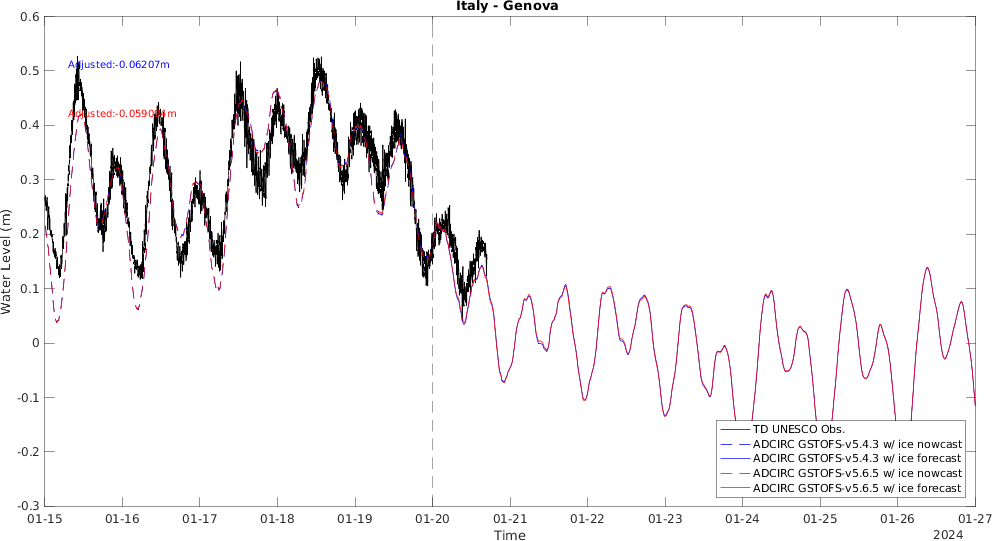 Italy - Genova
Adjusted:-0.06207m
Water Level (m)
0.6
0.5
0.4
0.3
0.2
0.1
0
-0.1
-0.2
-0.3
TD UNESCO Obs.
ADCIRC GSTOFS-v5.4.3 w/ ice nowcast
ADCIRC GSTOFS-v5.4.3 w/ ice forecast
ADCIRC GSTOFS-v5.6.5 w/ ice nowcast
ADCIRC GSTOFS-v5.6.5 w/ ice forecast
01-15 01-16 01-17 01-18 01-19 01-20 01-21 01-22 01-23 01-24 01-25 01-26 01-27
Time
2024